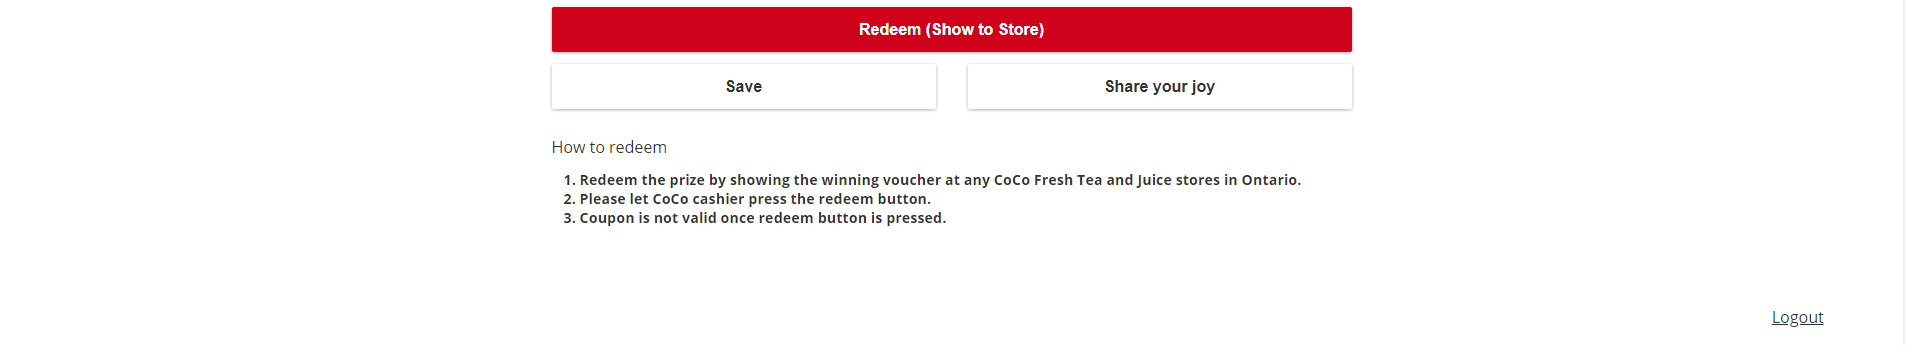 Redeem (Show to Store)
Save
Share your joy
How to redeem
1. Redeem the prize by showing the winning voucher at any CoCo Fresh Tea and Juice stores in Ontario.
2. Please let CoCo cashier press the redeem button.
3. Coupon is not valid once redeem button is pressed.
Logout